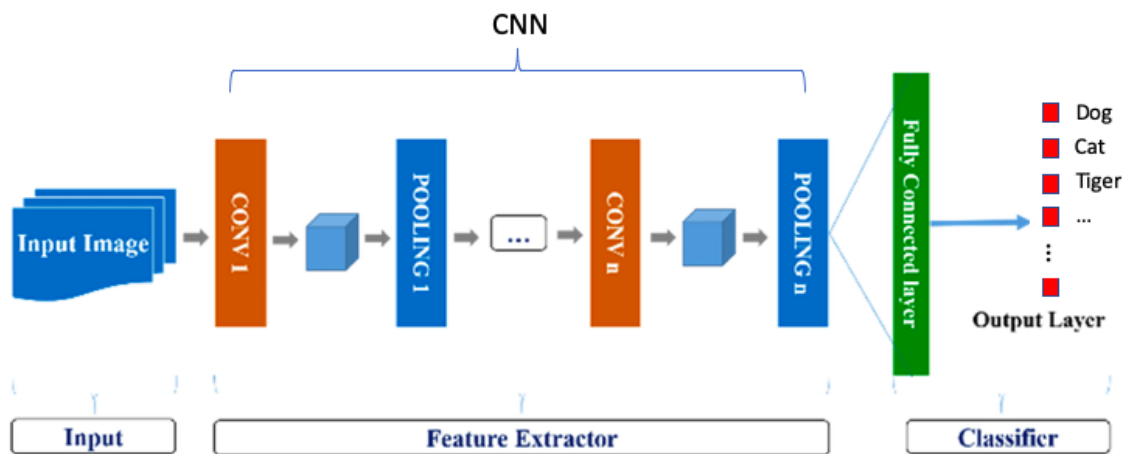 CNN
Input Image
CONV 1
POOLING 1
...
CONV n
POOLING n
Fully Connected layer
Dog
Cat
Tiger
...
⋮
Output Layer
Input
Feature Extractor
Classifier